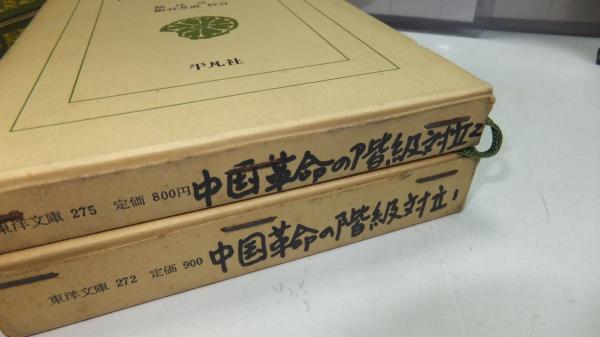 平凡社
中国革命の階級対立2
東洋文庫 275 定価 800円
中国革命の階級対立1
東洋文庫 272 定価 900